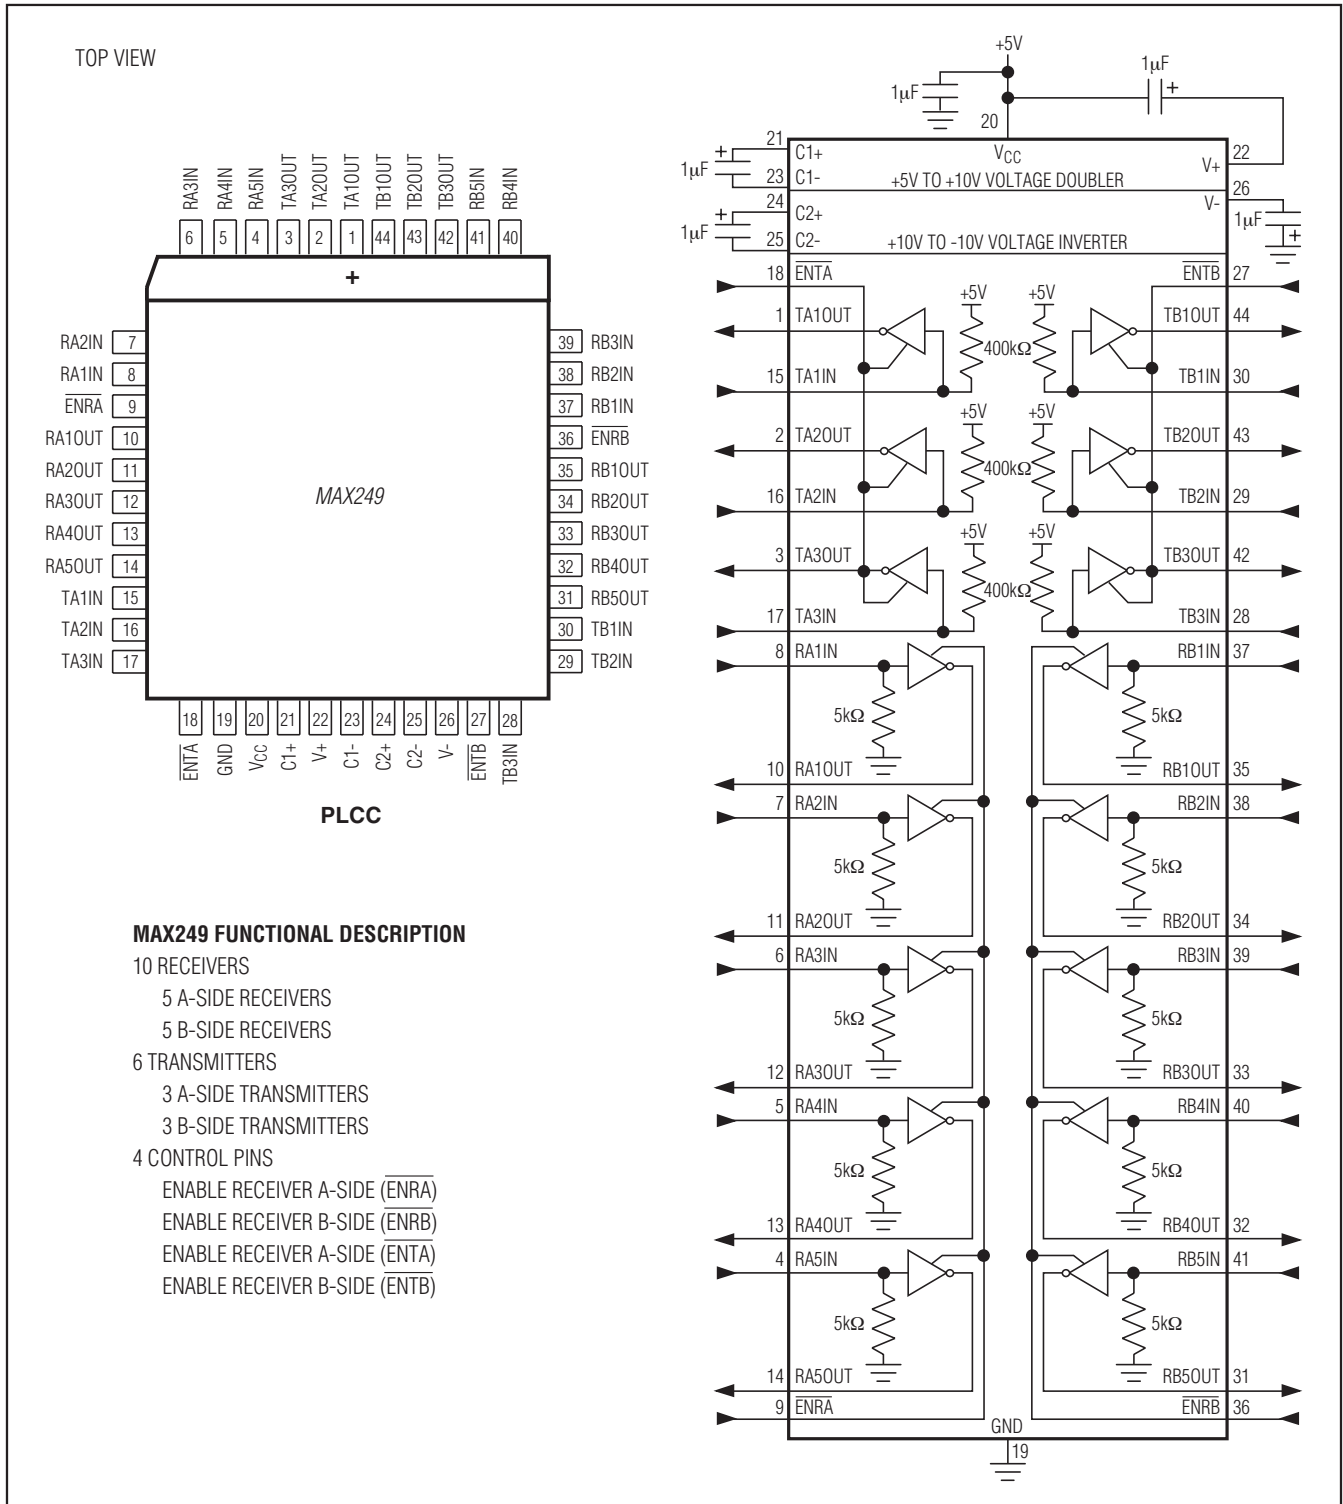 TOP VIEW
RA3IN RA4IN RA5IN TA3OUT TA2OUT TA1OUT TB1OUT TB2OUT TB3OUT RB5IN RB4IN
6 5 4 3 2 1 44 43 42 41 40
+
RA2IN 7
RA1IN 8
ENRA 9
RA1OUT 10
RA2OUT 11
RA3OUT 12
RA4OUT 13
RA5OUT 14
TA1IN 15
TA2IN 16
TA3IN 17
MAX249
39 RB3IN
38 RB2IN
37 RB1IN
36 ENRB
35 RB1OUT
34 RB2OUT
33 RB3OUT
32 RB4OUT
31 RB5OUT
30 TB1IN
29 TB2IN
18 19 20 21 22 23 24 25 26 27 28
ENTA GND VCC C1+ V+ C1- C2+ C2- V- ENTB TB3IN
PLCC
MAX249 FUNCTIONAL DESCRIPTION
10 RECEIVERS
5 A-SIDE RECEIVERS
5 B-SIDE RECEIVERS
6 TRANSMITTERS
3 A-SIDE TRANSMITTERS
3 B-SIDE TRANSMITTERS
4 CONTROL PINS
ENABLE RECEIVER A-SIDE (ENRA)
ENABLE RECEIVER B-SIDE (ENRB)
ENABLE RECEIVER A-SIDE (ENTA)
ENABLE RECEIVER B-SIDE (ENTB)
+5V
1µF 1µF +
20
21 C1+ VCC V+ 22
+ 1µF
23 C1- +5V TO +10V VOLTAGE DOUBLER
26 V-
24 C2+
+ 1µF 1µF +
25 C2- +10V TO -10V VOLTAGE INVERTER
18 ENTA ENTB 27
+5V +5V
1 TA1OUT TB1OUT 44
400kΩ
15 TA1IN TB1IN 30
+5V +5V
2 TA2OUT TB2OUT 43
400kΩ
16 TA2IN TB2IN 29
+5V +5V
3 TA3OUT TB3OUT 42
400kΩ
17 TA3IN TB3IN 28
8 RA1IN RB1IN 37
5kΩ 5kΩ
10 RA1OUT RB1OUT 35
7 RA2IN RB2IN 38
5kΩ 5kΩ
11 RA2OUT RB2OUT 34
6 RA3IN RB3IN 39
5kΩ 5kΩ
12 RA3OUT RB3OUT 33
5 RA4IN RB4IN 40
5kΩ 5kΩ
13 RA4OUT RB4OUT 32
4 RA5IN RB5IN 41
5kΩ 5kΩ
14 RA5OUT RB5OUT 31
9 ENRA ENRB 36
GND
19